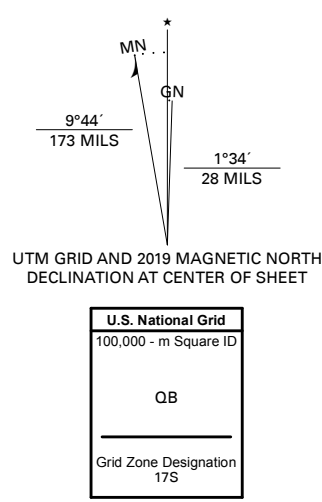 MN
GN
9°44´
173 MILS
1°34´
28 MILS
UTM GRID AND 2019 MAGNETIC NORTH
DECLINATION AT CENTER OF SHEET
U.S. National Grid
100,000 - m Square ID
QB
Grid Zone Designation
17S